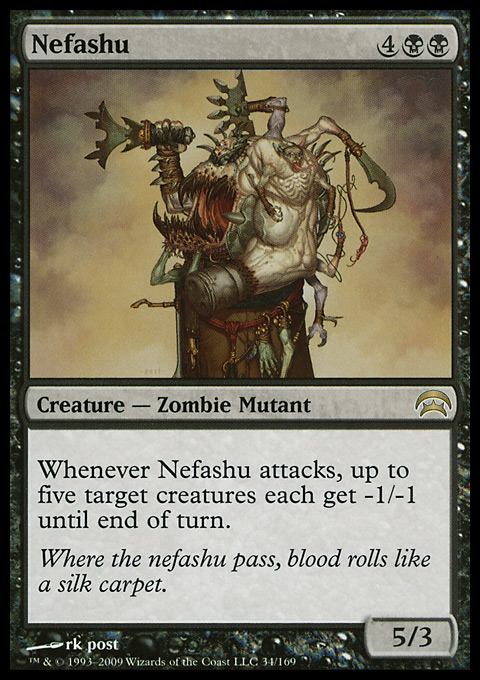 Nefashu 4
Creature — Zombie Mutant
Whenever Nefashu attacks, up to
five target creatures each get -1/-1
until end of turn.
Where the nefashu pass, blood rolls like
a silk carpet.
5/3
rk post
™ & © 1993–2009 Wizards of the Coast LLC 34/169